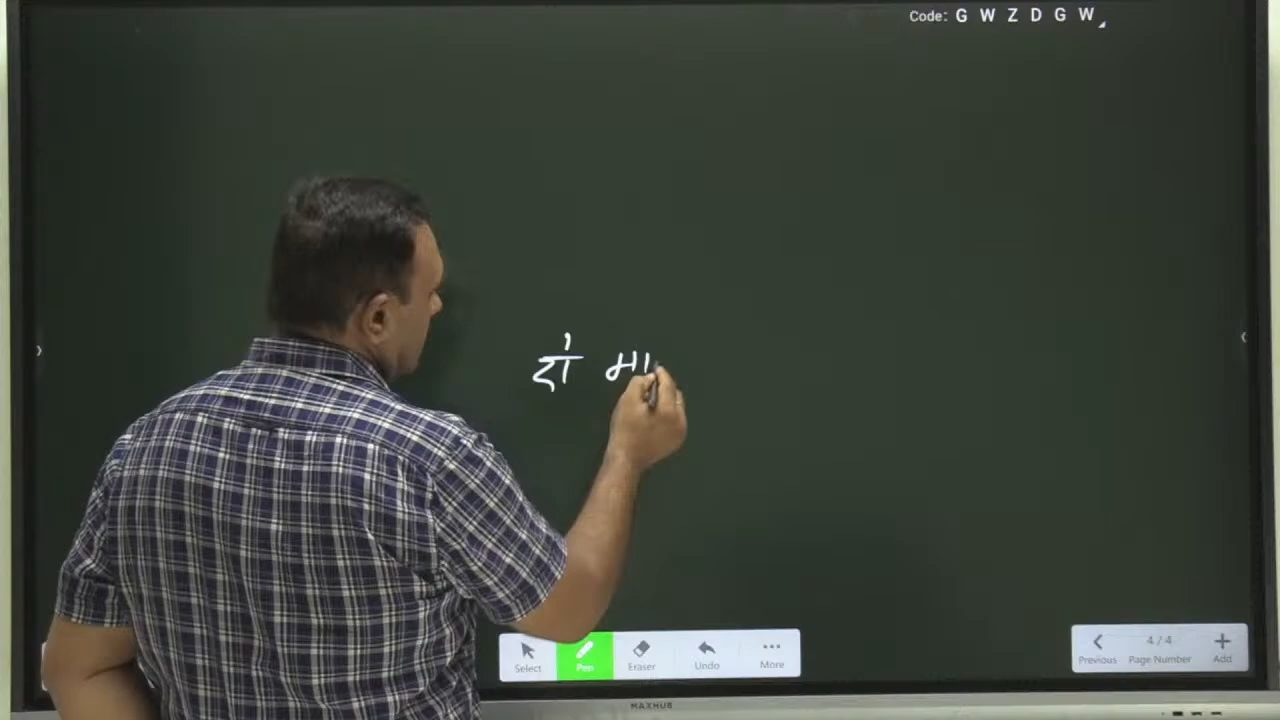 Code: G W Z D G W
दो मा
Select Pen Eraser Undo More
Previous 4 / 4 Page Number Add
MAXHUB